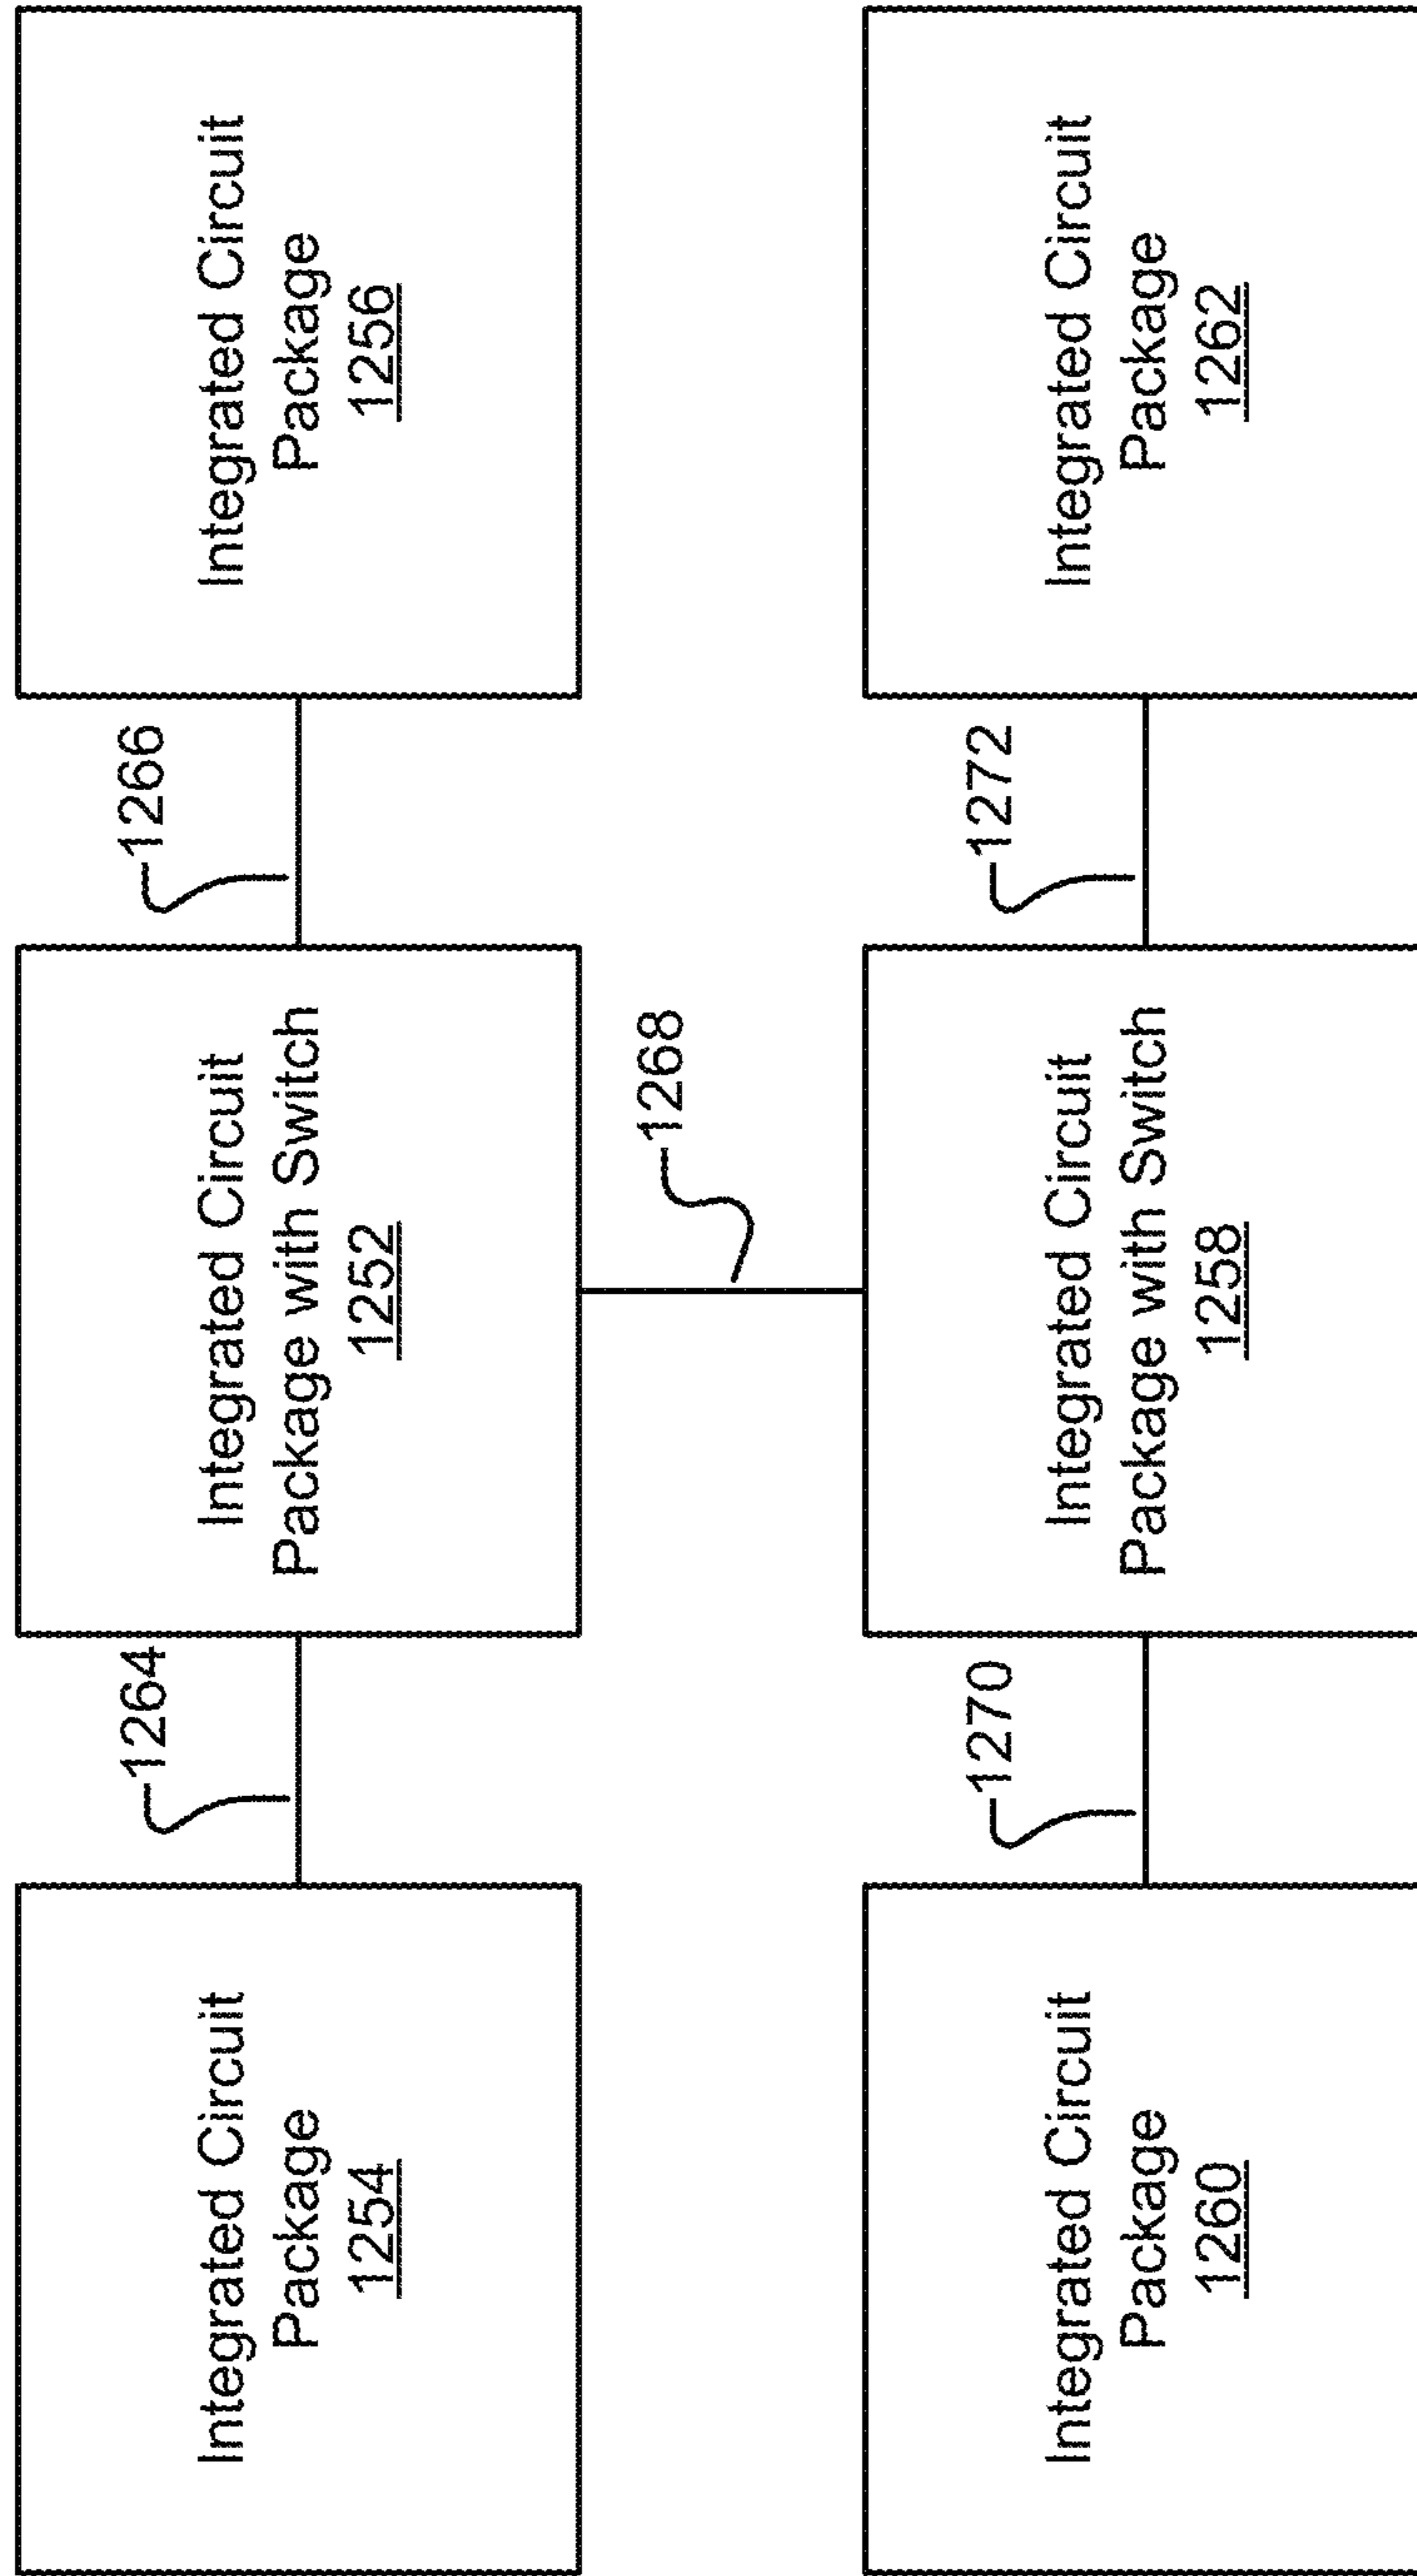 Integrated Circuit
Package
1254
1264
Integrated Circuit
Package with Switch
1252
1266
Integrated Circuit
Package
1256
1268
Integrated Circuit
Package
1260
1270
Integrated Circuit
Package with Switch
1258
1272
Integrated Circuit
Package
1262